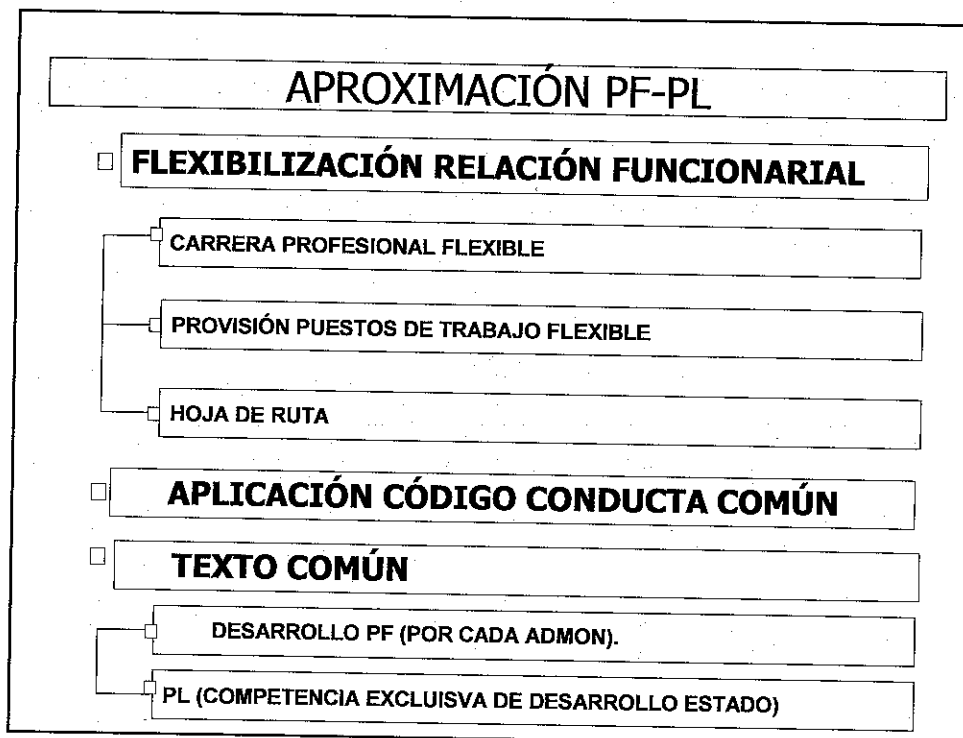 APROXIMACIÓN PF-PL
FLEXIBILIZACIÓN RELACIÓN FUNCIONARIAL
CARRERA PROFESIONAL FLEXIBLE
PROVISIÓN PUESTOS DE TRABAJO FLEXIBLE
HOJA DE RUTA
APLICACIÓN CÓDIGO CONDUCTA COMÚN
TEXTO COMÚN
DESARROLLO PF (POR CADA ADMON).
PL (COMPETENCIA EXCLUISVA DE DESARROLLO ESTADO)